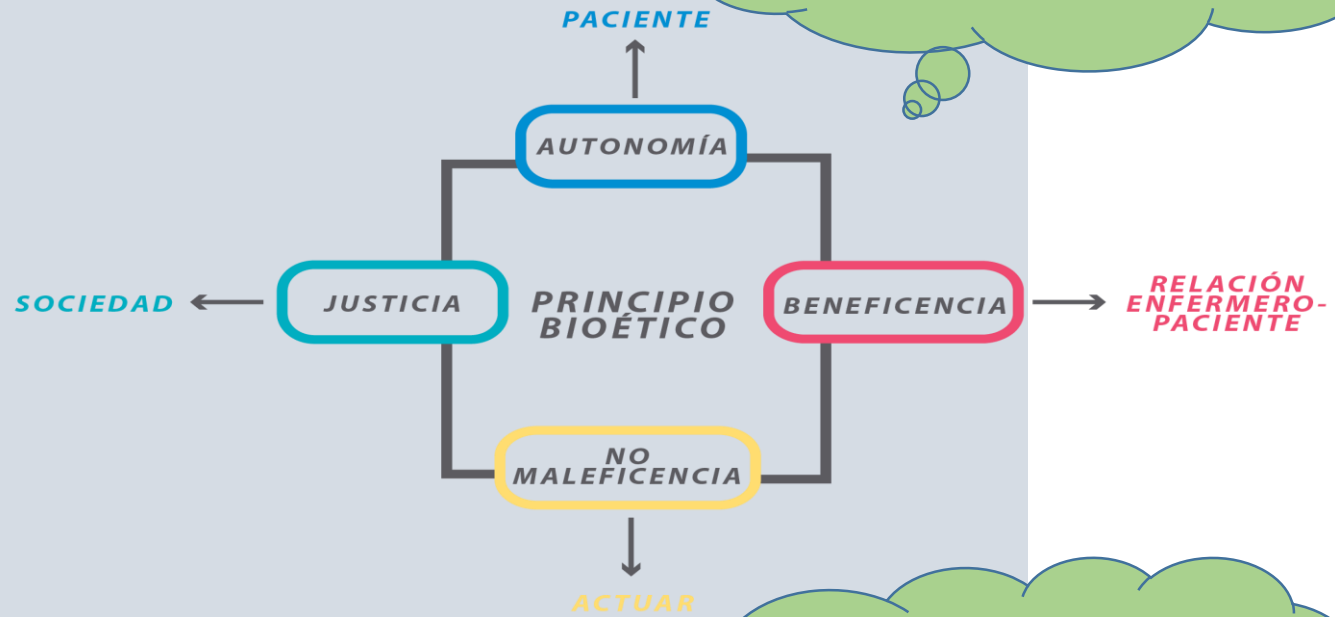 PACIENTE
AUTONOMÍA
SOCIEDAD
JUSTICIA
PRINCIPIO
BIOÉTICO
BENEFICENCIA
RELACIÓN
ENFERMERO-
PACIENTE
NO
MALEFICENCIA
ACTUAR